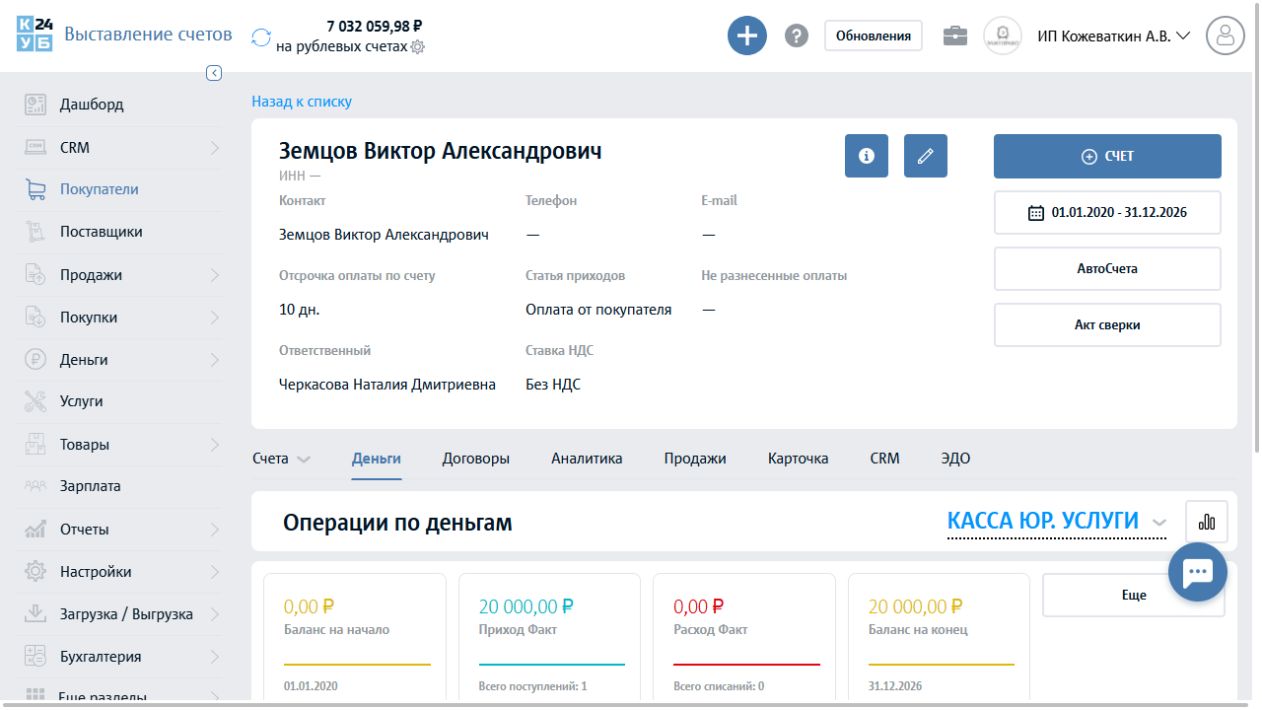 К 24
У Б
Выставление счетов
7 032 059,98 ₽
на рублевых счетах
Обновления
ИП Кожеваткин А.В.
Дашборд
CRM
Покупатели
Поставщики
Продажи
Покупки
Деньги
Услуги
Товары
Зарплата
Отчеты
Настройки
Загрузка / Выгрузка
Бухгалтерия
Еще разделы
Назад к списку
Земцов Виктор Александрович
ИНН —
Контакт Телефон E-mail
Земцов Виктор Александрович — —
Отсрочка оплаты по счету Статья приходов Не разнесенные оплаты
10 дн. Оплата от покупателя —
Ответственный Ставка НДС
Черкасова Наталия Дмитриевна Без НДС
СЧЕТ
01.01.2020 - 31.12.2026
АвтоСчета
Акт сверки
Счета Деньги Договоры Аналитика Продажи Карточка CRM ЭДО
Операции по деньгам
КАССА ЮР. УСЛУГИ
0,00 ₽
Баланс на начало
01.01.2020
20 000,00 ₽
Приход Факт
Всего поступлений: 1
0,00 ₽
Расход Факт
Всего списаний: 0
20 000,00 ₽
Баланс на конец
31.12.2026
Еще